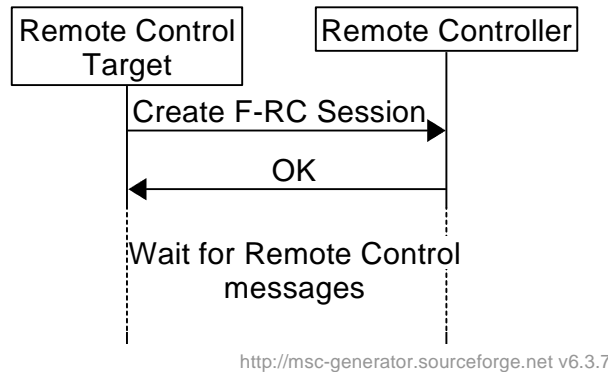 Remote Control
Target
Remote Controller
Create F-RC Session
OK
Wait for Remote Control
messages
http://msc-generator.sourceforge.net v6.3.7